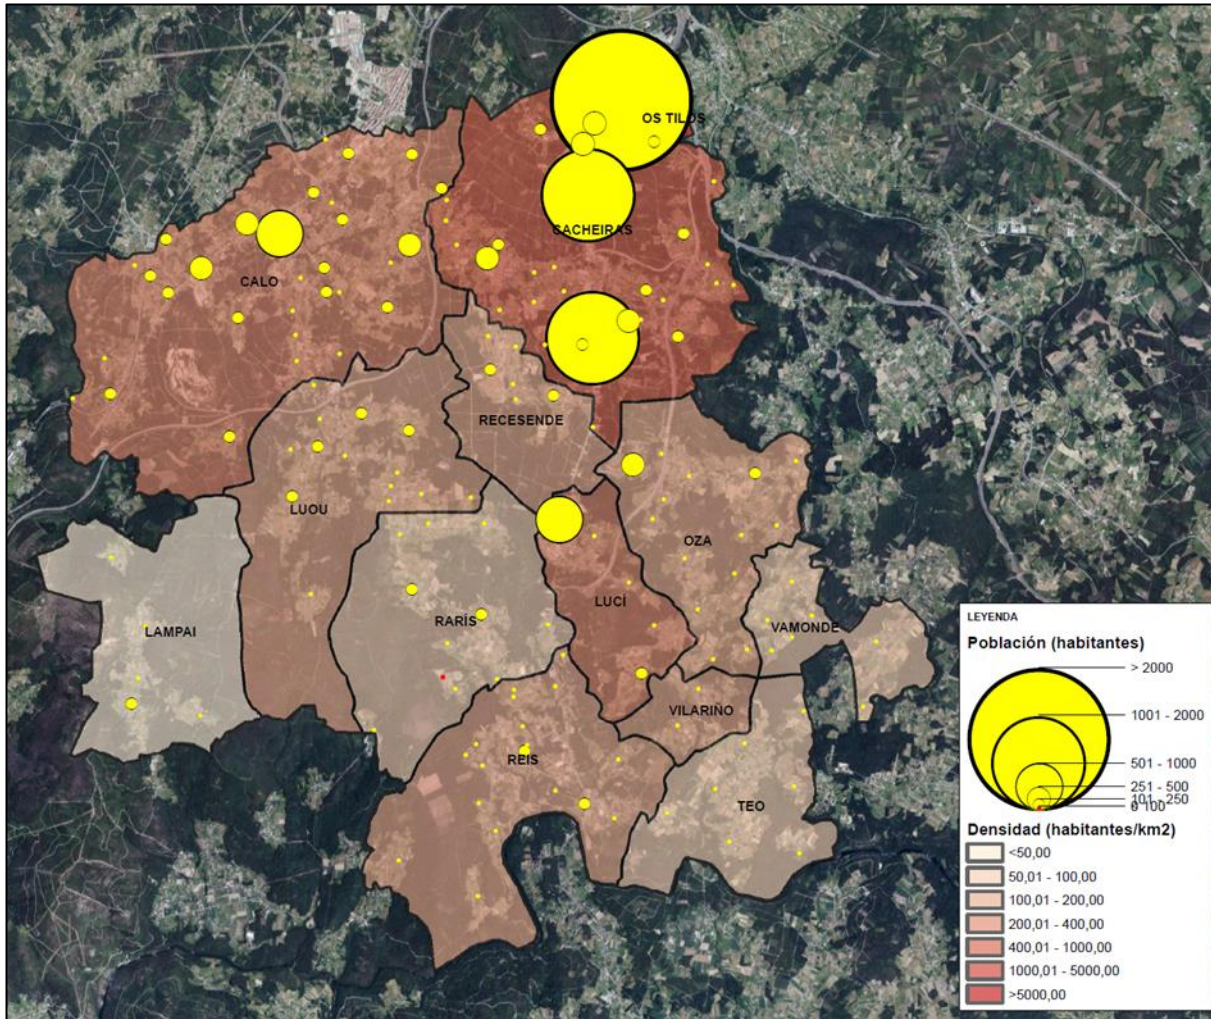 OS TILOS
CACHEIRAS
CALO
RECESENDE
LUOU
OZA
LUCÍ
RARÍS
VAMONDE
LAMPAI
VILARIÑO
REIS
TEO
LEYENDA
Población (habitantes)
> 2000
1001 - 2000
501 - 1000
251 - 500
101 - 250
Densidad (habitantes/km2)
<50,00
50,01 - 100,00
100,01 - 200,00
200,01 - 400,00
400,01 - 1000,00
1000,01 - 5000,00
>5000,00